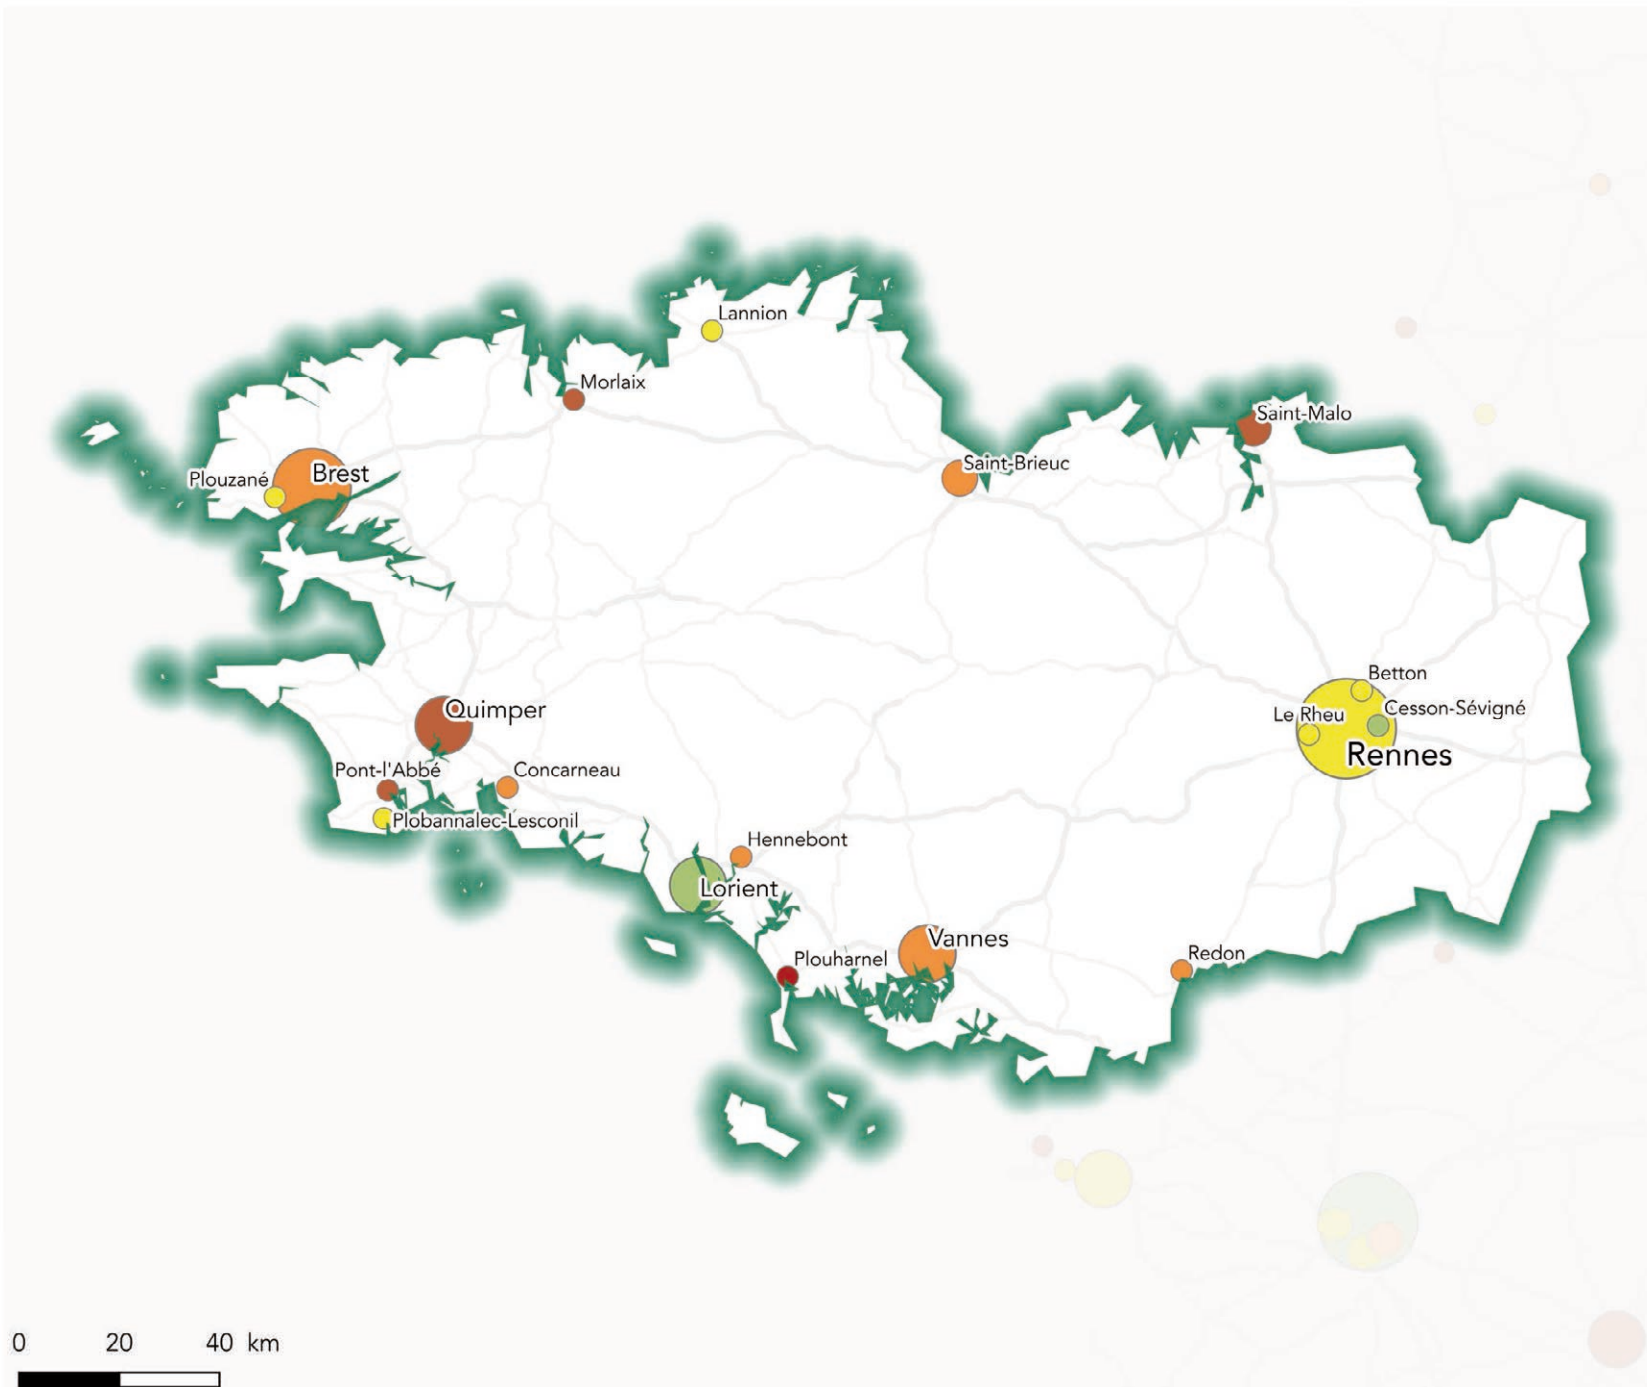 Lannion
Morlaix
Saint-Malo
Saint-Brieuc
Plouzané
Brest
Betton
Cesson-Sévigné
Le Rheu
Rennes
Quimper
Pont-l'Abbé
Concarneau
Plobannalec-Lesconil
Hennebont
Lorient
Vannes
Plouharnel
Redon
0 20 40 km